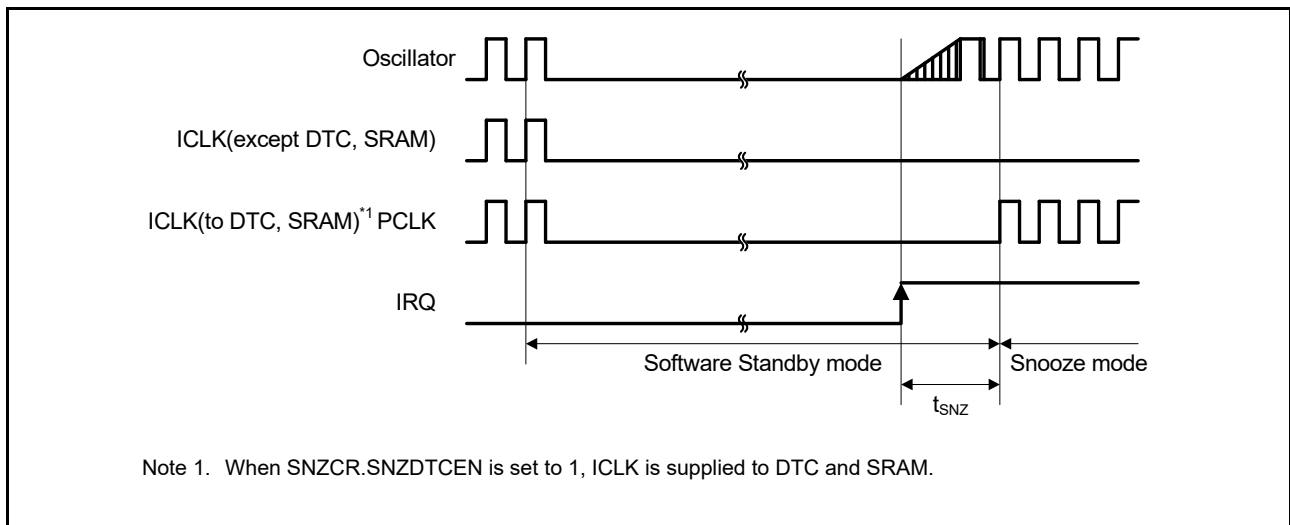 Oscillator
ICLK(except DTC, SRAM)
ICLK(to DTC, SRAM)*1 PCLK
IRQ
Software Standby mode
Snooze mode
tSNZ
Note 1. When SNZCR.SNZDTCEN is set to 1, ICLK is supplied to DTC and SRAM.